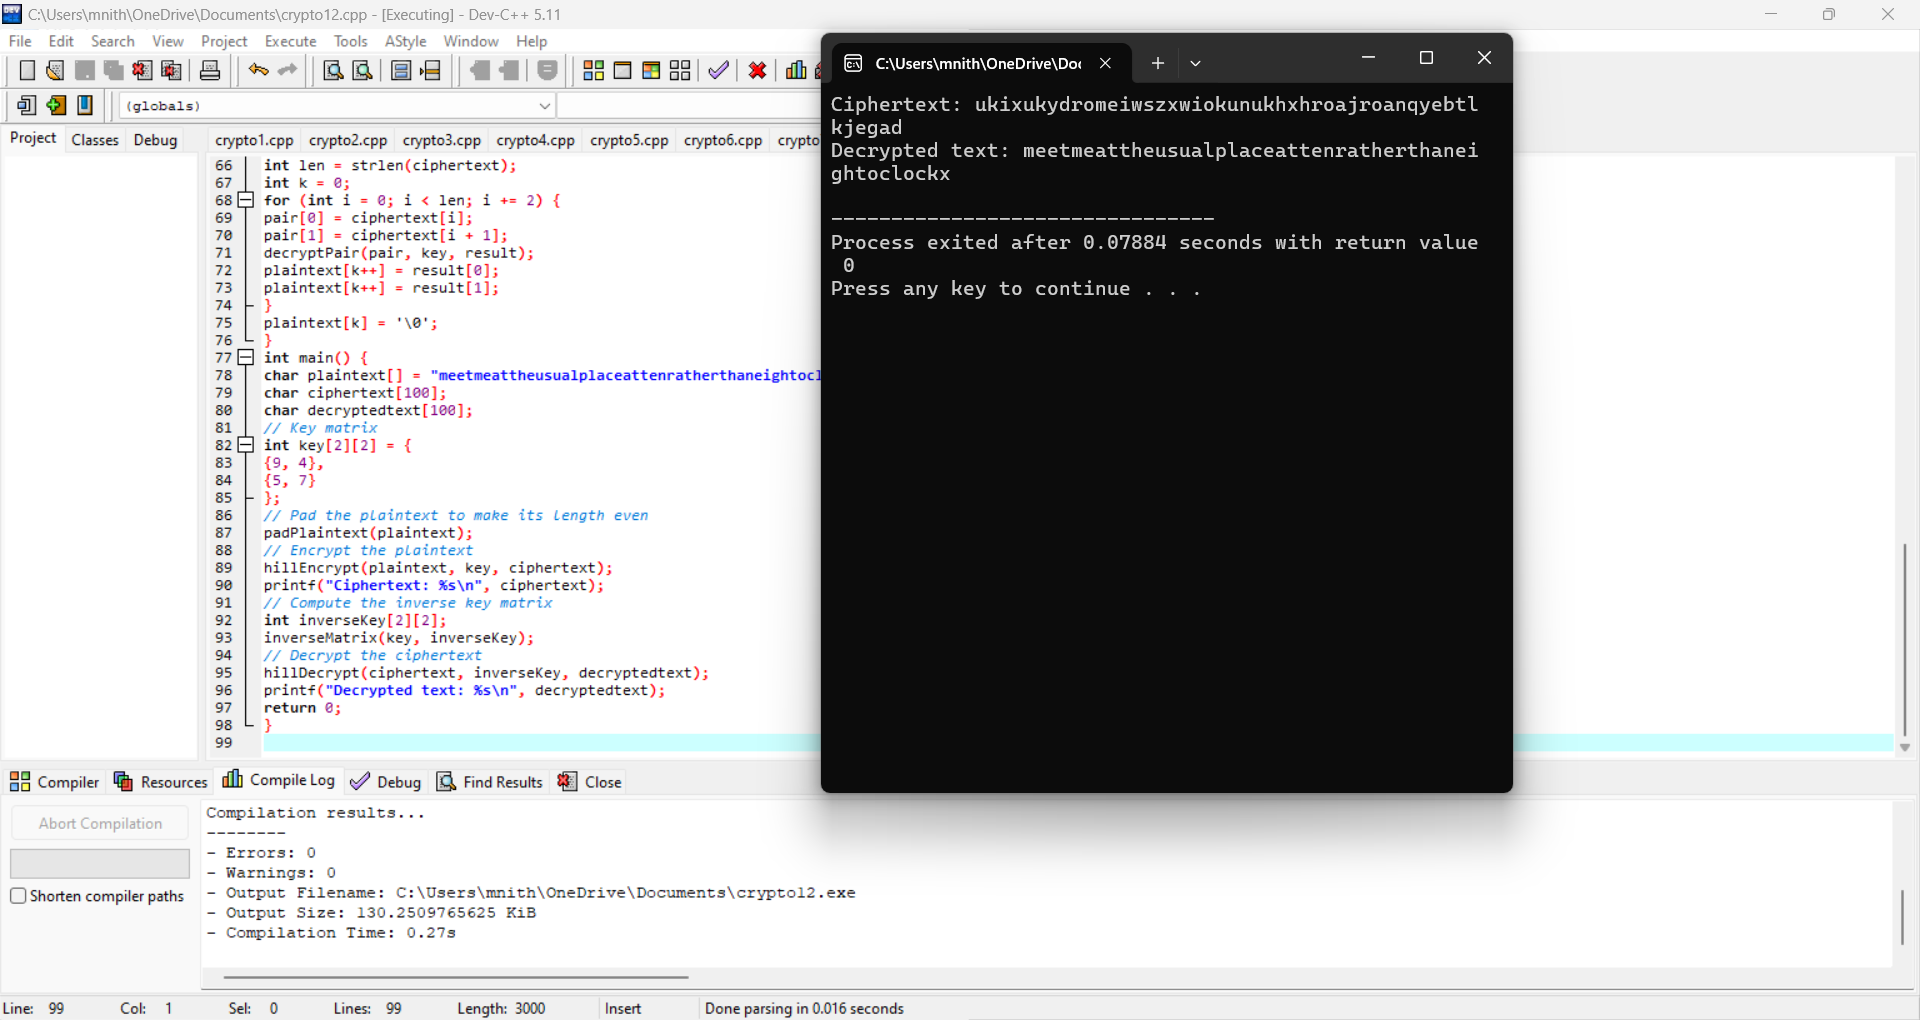 C:\Users\mnith\OneDrive\Documents\crypto12.cpp - [Executing] - Dev-C++ 5.11
File Edit Search View Project Execute Tools AStyle Window Help
(globals)
Project Classes Debug
crypto1.cpp crypto2.cpp crypto3.cpp crypto4.cpp crypto5.cpp crypto6.cpp crypto
66 int len = strlen(ciphertext);
67 int k = 0;
68 for (int i = 0; i < len; i += 2) {
69 pair[0] = ciphertext[i];
70 pair[1] = ciphertext[i + 1];
71 decryptPair(pair, key, result);
72 plaintext[k++] = result[0];
73 plaintext[k++] = result[1];
74 }
75 plaintext[k] = '\0';
76 }
77 int main() {
78 char plaintext[] = "meetmeattheusualplaceattenratherthaneightocl
79 char ciphertext[100];
80 char decryptedtext[100];
81 // Key matrix
82 int key[2][2] = {
83 {9, 4},
84 {5, 7}
85 };
86 // Pad the plaintext to make its length even
87 padPlaintext(plaintext);
88 // Encrypt the plaintext
89 hillEncrypt(plaintext, key, ciphertext);
90 printf("Ciphertext: %s\n", ciphertext);
91 // Compute the inverse key matrix
92 int inverseKey[2][2];
93 inverseMatrix(key, inverseKey);
94 // Decrypt the ciphertext
95 hillDecrypt(ciphertext, inverseKey, decryptedtext);
96 printf("Decrypted text: %s\n", decryptedtext);
97 return 0;
98 }
99
C:\Users\mnith\OneDrive\Do
Ciphertext: ukixukydromeiwszxwiokunukhxhroajroanqyebtl
kjegad
Decrypted text: meetmeattheusualplaceattenratherthanei
ghtoclockx
--------------------------------
Process exited after 0.07884 seconds with return value
0
Press any key to continue . . .
Compiler Resources Compile Log Debug Find Results Close
Abort Compilation
Shorten compiler paths
Compilation results...
--------
- Errors: 0
- Warnings: 0
- Output Filename: C:\Users\mnith\OneDrive\Documents\crypto12.exe
- Output Size: 130.2509765625 KiB
- Compilation Time: 0.27s
Line: 99 Col: 1 Sel: 0 Lines: 99 Length: 3000 Insert Done parsing in 0.016 seconds